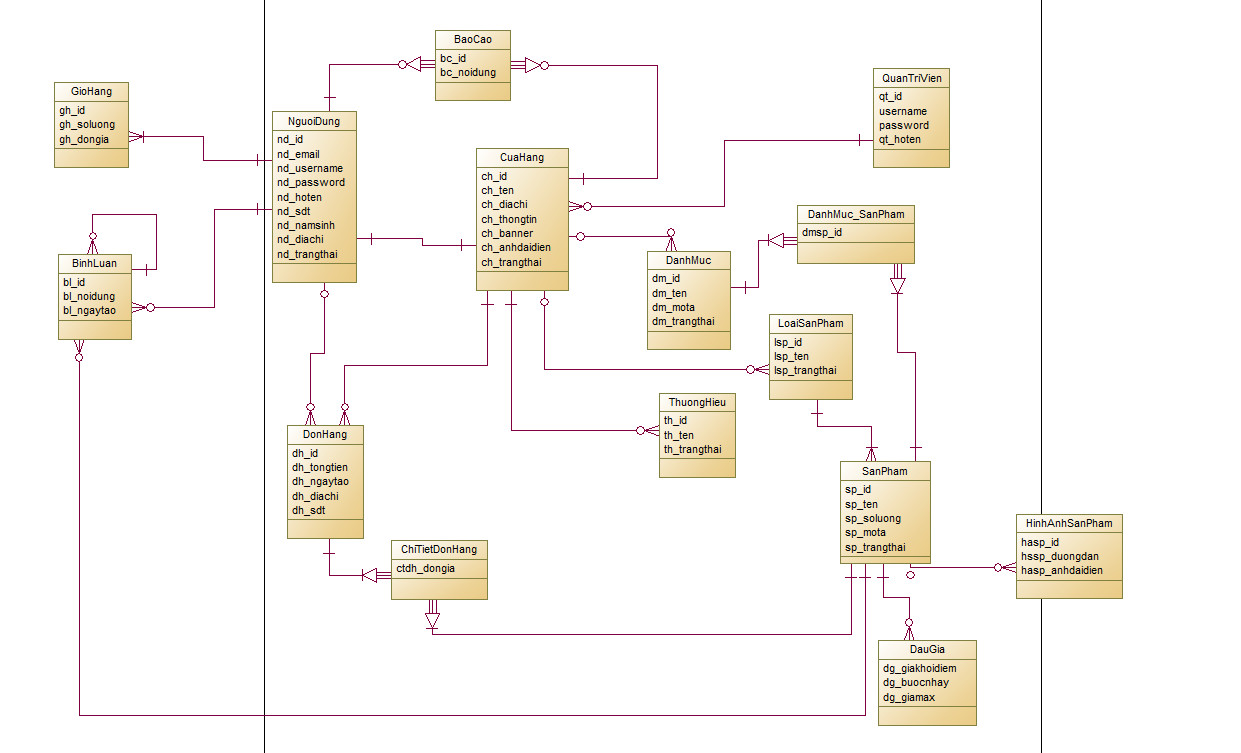 BaoCao
bc_id
bc_noidung
GioHang
gh_id
gh_soluong
gh_dongia
QuanTriVien
qt_id
username
password
qt_hoten
NguoiDung
nd_id
nd_email
nd_username
nd_password
nd_hoten
nd_sdt
nd_namsinh
nd_diachi
nd_trangthai
CuaHang
ch_id
ch_ten
ch_diachi
ch_thongtin
ch_banner
ch_anhdaidien
ch_trangthai
DanhMuc_SanPham
dmsp_id
BinhLuan
bl_id
bl_noidung
bl_ngaytao
DanhMuc
dm_id
dm_ten
dm_mota
dm_trangthai
LoaiSanPham
lsp_id
lsp_ten
lsp_trangthai
ThuongHieu
th_id
th_ten
th_trangthai
DonHang
dh_id
dh_tongtien
dh_ngaytao
dh_diachi
dh_sdt
SanPham
sp_id
sp_ten
sp_soluong
sp_mota
sp_trangthai
HinhAnhSanPham
hasp_id
hssp_duongdan
hasp_anhdaidien
ChiTietDonHang
ctdh_dongia
DauGia
dg_giakhoidiem
dg_buocnhay
dg_giamax